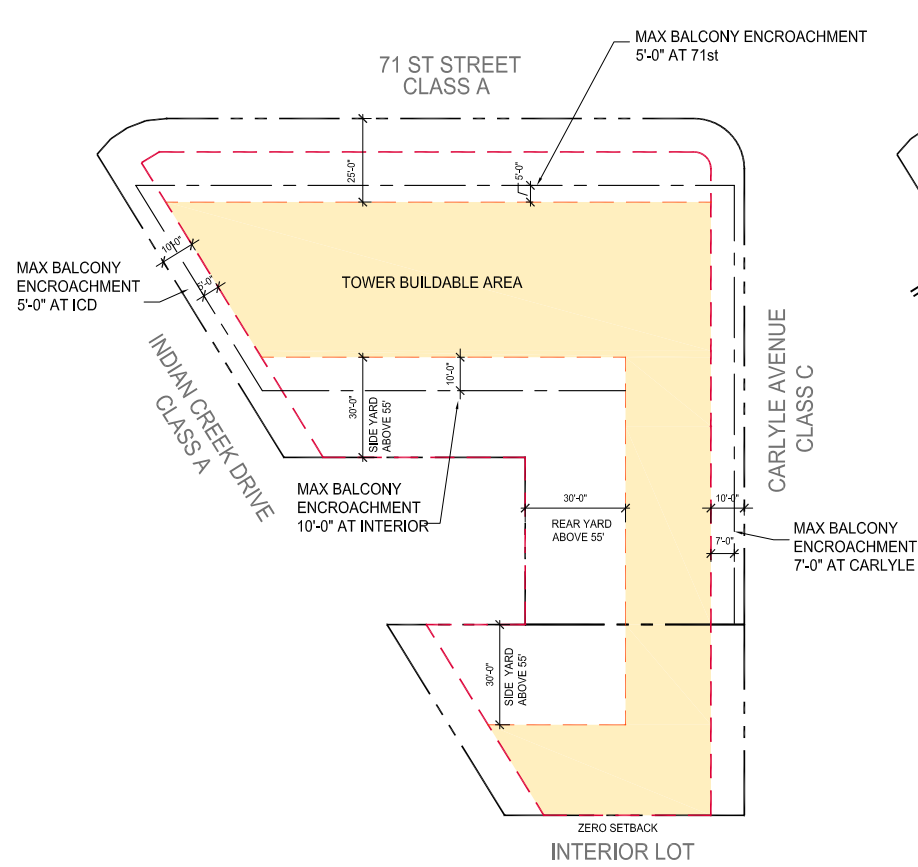 MAX BALCONY ENCROACHMENT
5'-0" AT 71st
71 ST STREET
CLASS A
25'-0"
5'-0"
10'-0"
5'-0"
MAX BALCONY
ENCROACHMENT
5'-0" AT ICD
TOWER BUILDABLE AREA
INDIAN CREEK DRIVE
CLASS A
CARLYLE AVENUE
CLASS C
30'-0"
SIDE YARD
ABOVE 55'
10'-0"
MAX BALCONY
ENCROACHMENT
10'-0" AT INTERIOR
30'-0"
REAR YARD
ABOVE 55'
10'-0"
7'-0"
MAX BALCONY
ENCROACHMENT
7'-0" AT CARLYLE
30'-0"
SIDE YARD
ABOVE 55'
ZERO SETBACK
INTERIOR LOT